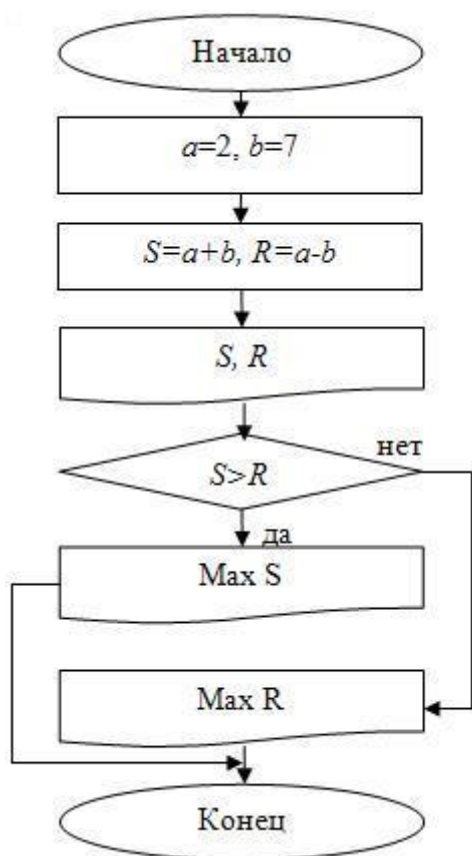 Начало
a=2, b=7
S=a+b, R=a-b
S, R
нет
S>R
да
Max S
Max R
Конец